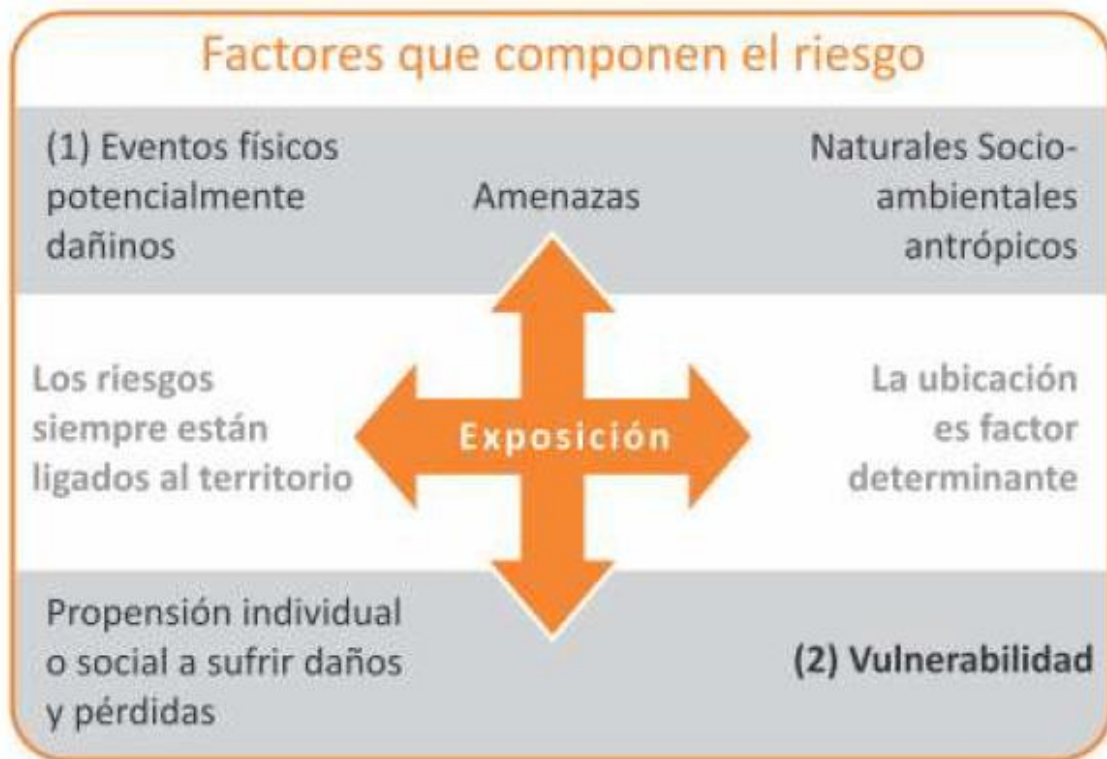 Factores que componen el riesgo
(1) Eventos físicos
potencialmente
dañinos
Amenazas
Naturales Socio-
ambientales
antrópicos
Los riesgos
siempre están
ligados al territorio
Exposición
La ubicación
es factor
determinante
Propensión individual
o social a sufrir daños
y pérdidas
(2) Vulnerabilidad